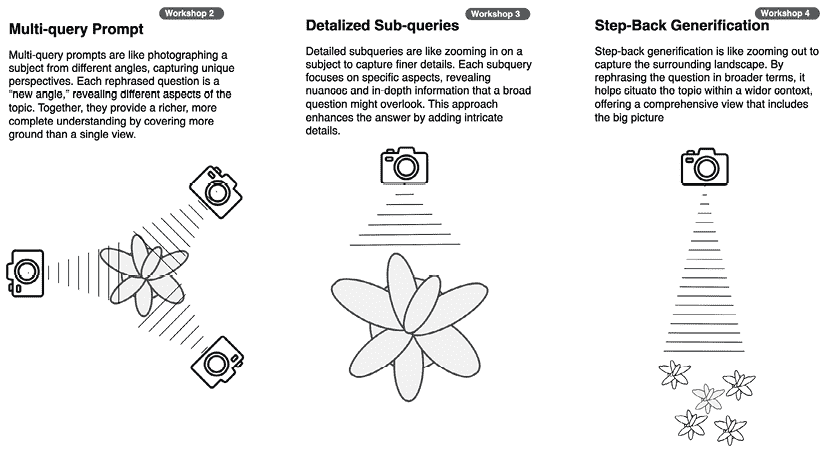 Workshop 2
Multi-query Prompt
Multi-query prompts are like photographing a
subject from different angles, capturing unique
perspectives. Each rephrased question is a
"new angle," revealing different aspects of the
topic. Together, they provide a richer, more
complete understanding by covering more
ground than a single view.
Workshop 3
Detalized Sub-queries
Detailed subqueries are like zooming in on a
subject to capture finer details. Each subquery
focuses on specific aspects, revealing
nuances and in-depth information that a broad
question might overlook. This approach
enhances the answer by adding intricate
details.
Workshop 4
Step-Back Generification
Step-back generification is like zooming out to
capture the surrounding landscape. By
rephrasing the question in broader terms, it
helps situate the topic within a wider context,
offering a comprehensive view that includes
the big picture